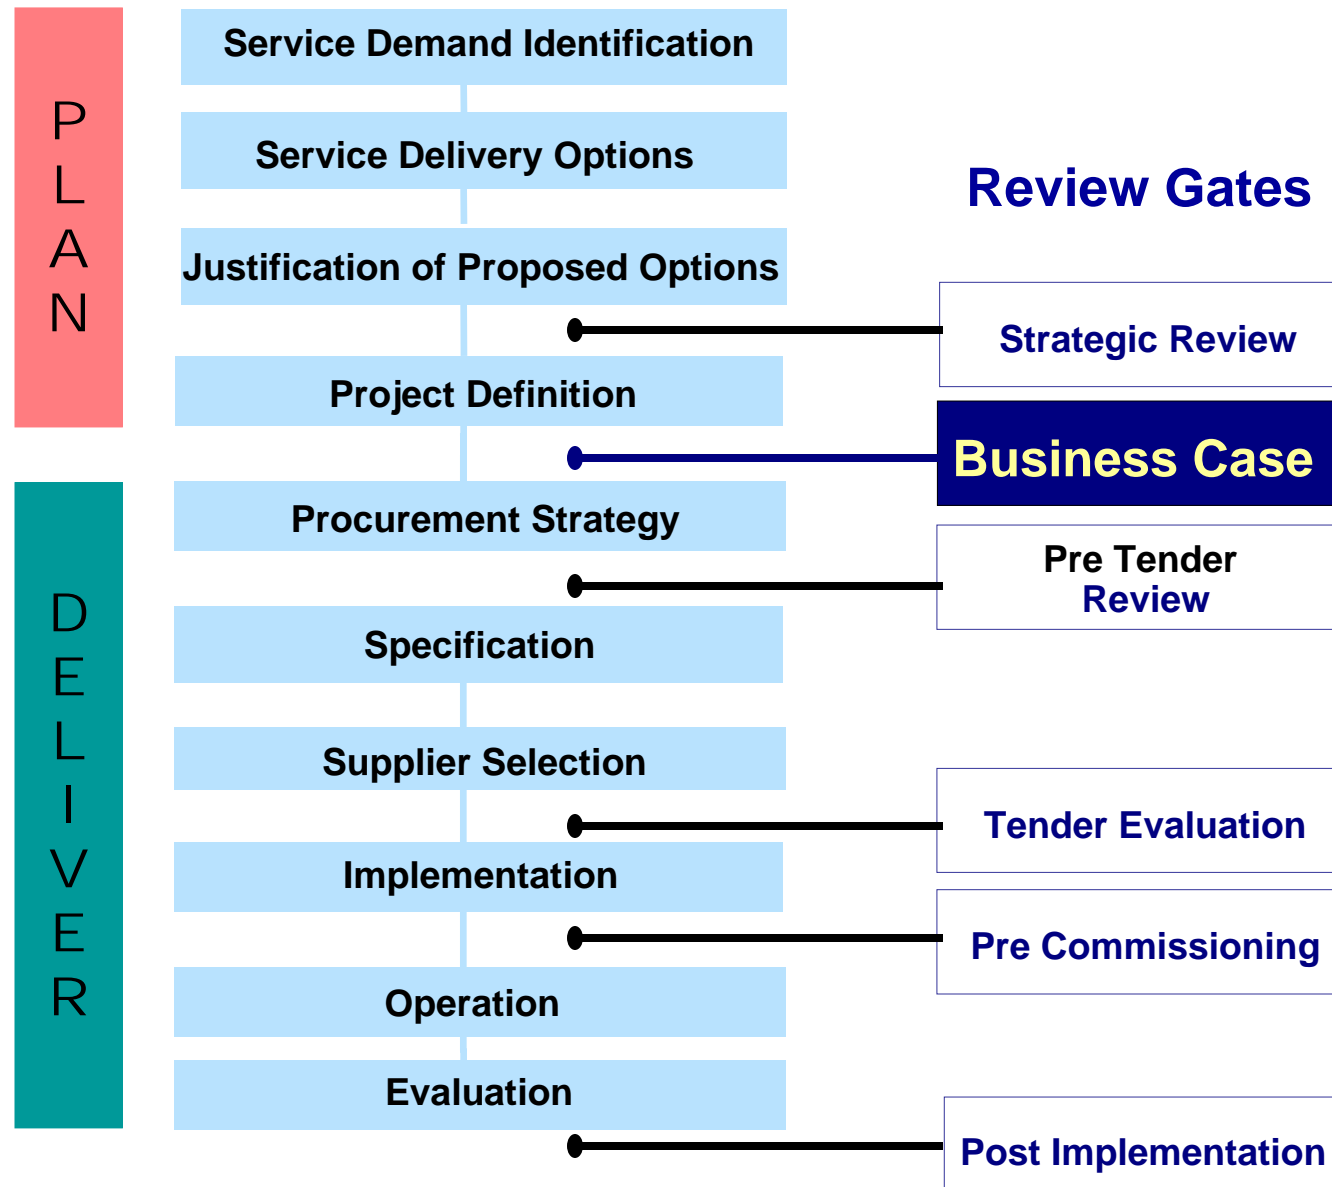 PLAN
Service Demand Identification
Service Delivery Options
Review Gates
Justification of Proposed Options
Strategic Review
Project Definition
Business Case
DELIVER
Procurement Strategy
Pre Tender
Review
Specification
Supplier Selection
Tender Evaluation
Implementation
Pre Commissioning
Operation
Evaluation
Post Implementation